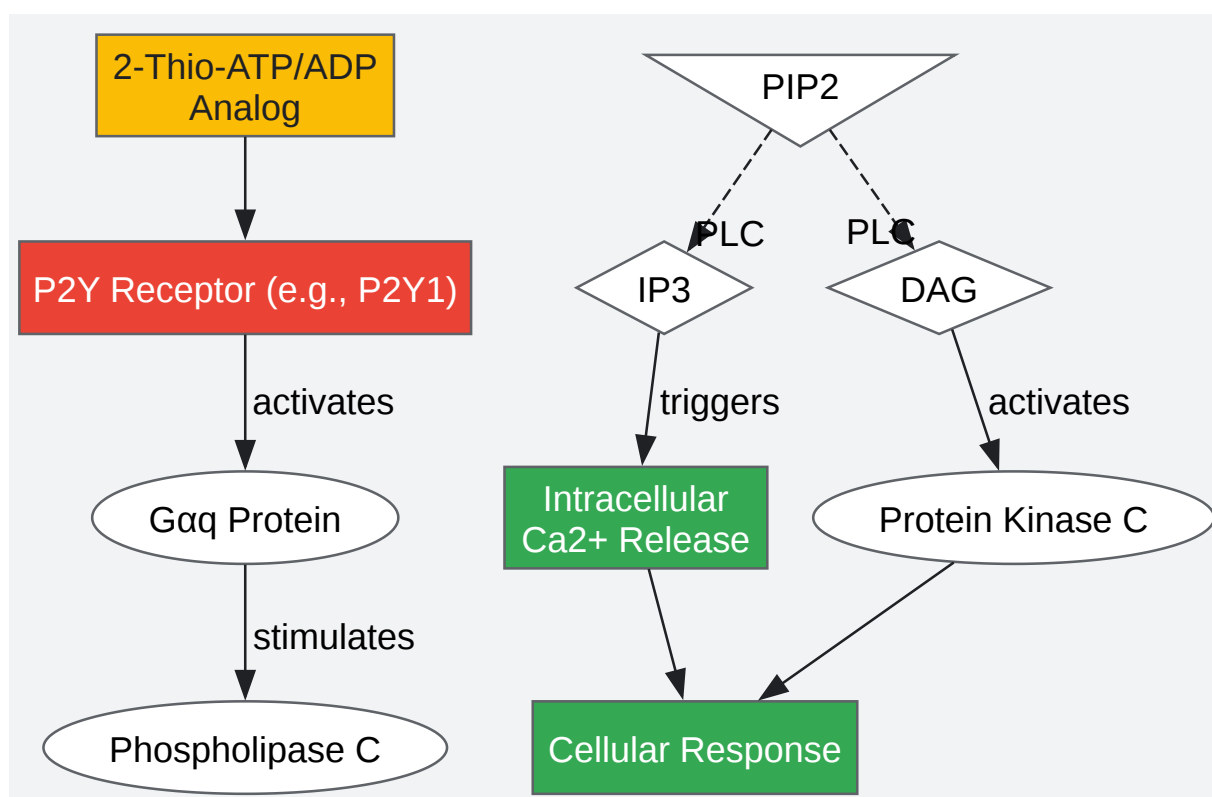 2-Thio-ATP/ADP
Analog
PIP2
P2Y Receptor (e.g., P2Y1)
PLC
PLC
IP3
DAG
activates
triggers
activates
Gαq Protein
Intracellular
Ca2+ Release
Protein Kinase C
stimulates
Phospholipase C
Cellular Response